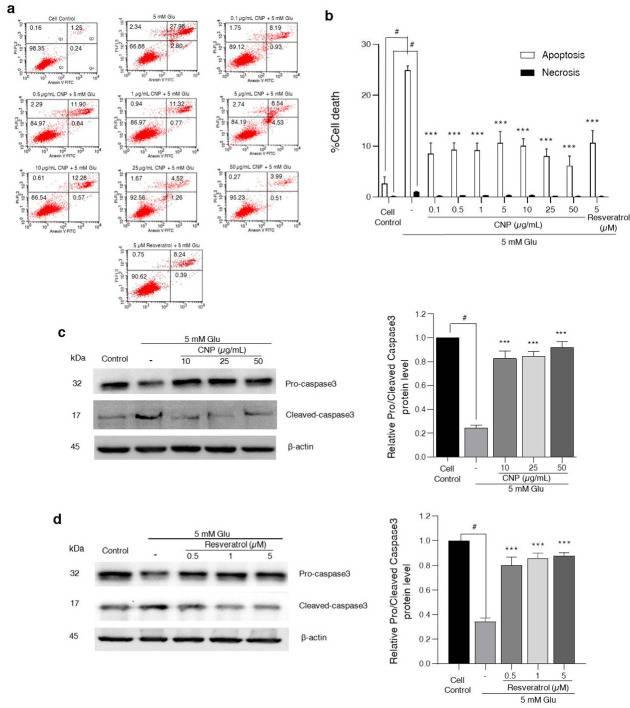 a
Cell Control
0.16 1.25
98.35 0.24
5 mM Glu
2.34 27.98
66.88 2.80
0.1 µg/mL CNP + 5 mM Glu
1.75 8.19
89.12 0.93
0.5 µg/mL CNP + 5 mM Glu
2.29 11.90
84.97 0.84
1 µg/mL CNP + 5 mM Glu
0.94 11.32
86.97 0.77
5 µg/mL CNP + 5 mM Glu
2.74 8.54
84.19 4.53
10 µg/mL CNP + 5 mM Glu
0.61 12.28
86.54 0.57
25 µg/mL CNP + 5 mM Glu
1.67 4.52
92.56 1.26
50 µg/mL CNP + 5 mM Glu
0.27 3.99
95.23 0.51
5 µM Resveratrol + 5 mM Glu
0.75 8.24
90.62 0.39
Annexin V FITC
b
# #
Apoptosis
Necrosis
%Cell death
30
20
10
0
*** *** *** *** *** *** *** ***
Cell Control - 0.1 0.5 1 5 10 25 50 5
CNP (µg/mL) Resveratrol (µM)
5 mM Glu
c
5 mM Glu
CNP (µg/mL)
kDa Control - 10 25 50
32 Pro-caspase3
17 Cleaved-caspase3
45 β-actin
Relative Pro/Cleaved Caspase3
protein level
1.2
1.0
0.8
0.6
0.4
0.2
0.0
#
*** *** ***
Cell Control - 10 25 50
CNP (µg/mL)
5 mM Glu
d
5 mM Glu
Resveratrol (µM)
kDa Control - 0.5 1 5
32 Pro-caspase3
17 Cleaved-caspase3
45 β-actin
Relative Pro/Cleaved Caspase3
protein level
1.2
1.0
0.8
0.6
0.4
0.2
0.0
#
*** *** ***
Cell Control - 0.5 1 5
Resveratrol (µM)
5 mM Glu